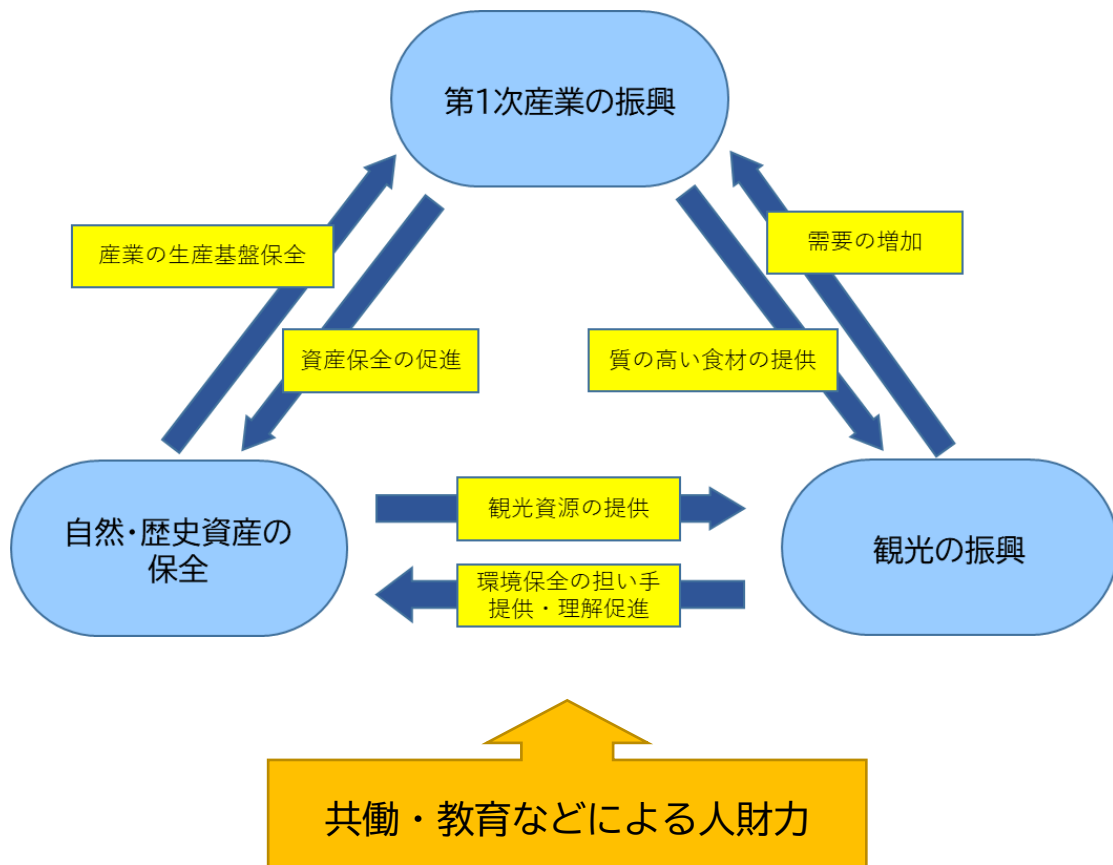 第1次産業の振興
産業の生産基盤保全
需要の増加
資産保全の促進
質の高い食材の提供
自然・歴史資産の
保全
観光資源の提供
観光の振興
環境保全の担い手
提供・理解促進
共働・教育などによる人財力